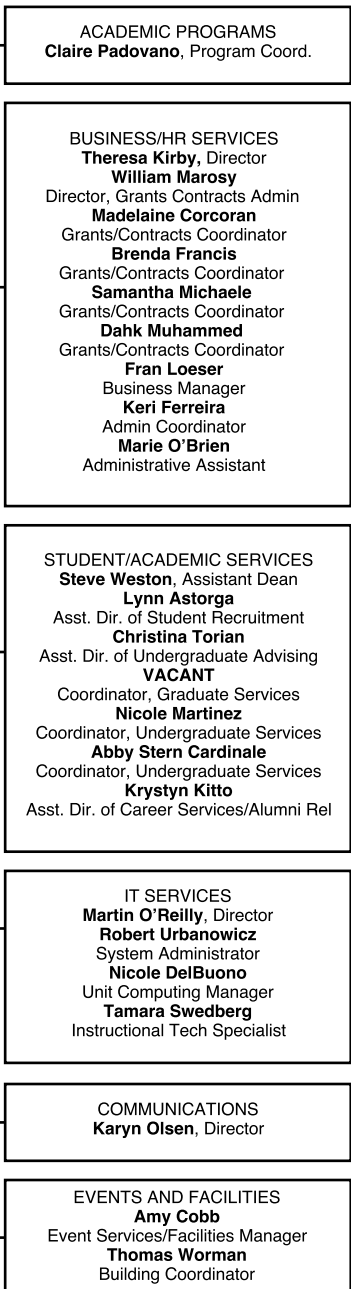 ACADEMIC PROGRAMS
Claire Padovano, Program Coord.
BUSINESS/HR SERVICES
Theresa Kirby, Director
William Marosy
Director, Grants Contracts Admin
Madelaine Corcoran
Grants/Contracts Coordinator
Brenda Francis
Grants/Contracts Coordinator
Samantha Michaele
Grants/Contracts Coordinator
Dahk Muhammed
Grants/Contracts Coordinator
Fran Loeser
Business Manager
Keri Ferreira
Admin Coordinator
Marie O’Brien
Administrative Assistant
STUDENT/ACADEMIC SERVICES
Steve Weston, Assistant Dean
Lynn Astorga
Asst. Dir. of Student Recruitment
Christina Torian
Asst. Dir. of Undergraduate Advising
VACANT
Coordinator, Graduate Services
Nicole Martinez
Coordinator, Undergraduate Services
Abby Stern Cardinale
Coordinator, Undergraduate Services
Krystyn Kitto
Asst. Dir. of Career Services/Alumni Rel
IT SERVICES
Martin O’Reilly, Director
Robert Urbanowicz
System Administrator
Nicole DelBuono
Unit Computing Manager
Tamara Swedberg
Instructional Tech Specialist
COMMUNICATIONS
Karyn Olsen, Director
EVENTS AND FACILITIES
Amy Cobb
Event Services/Facilities Manager
Thomas Worman
Building Coordinator